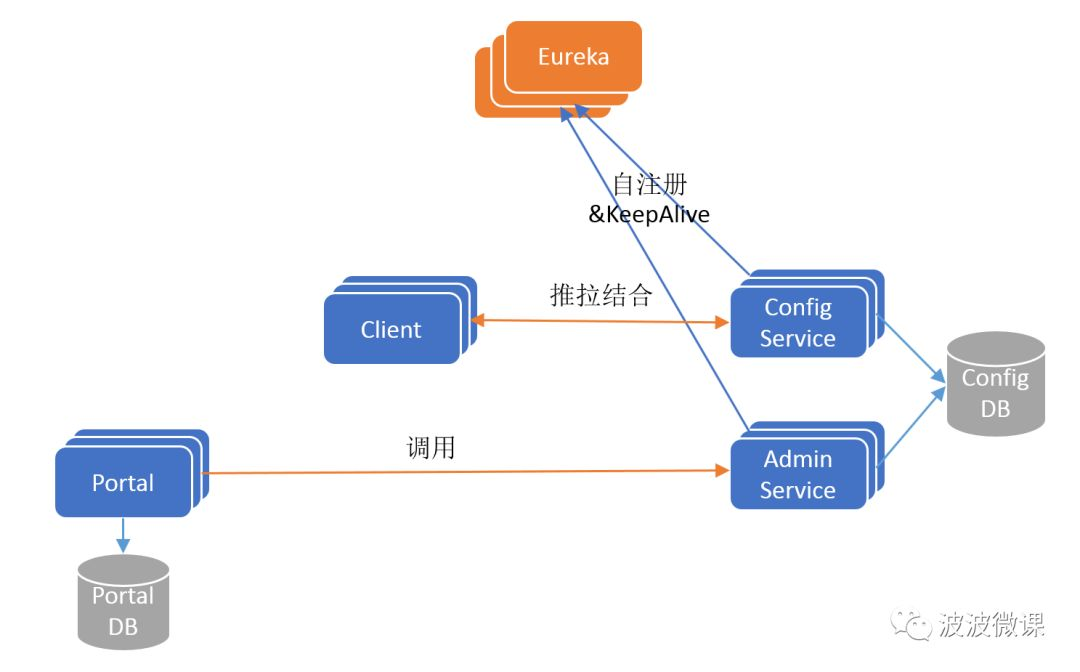 Eureka
自注册
&KeepAlive
推拉结合
Config
Service
Client
Config
DB
调用
Admin
Service
Portal
Portal
DB
波波微课